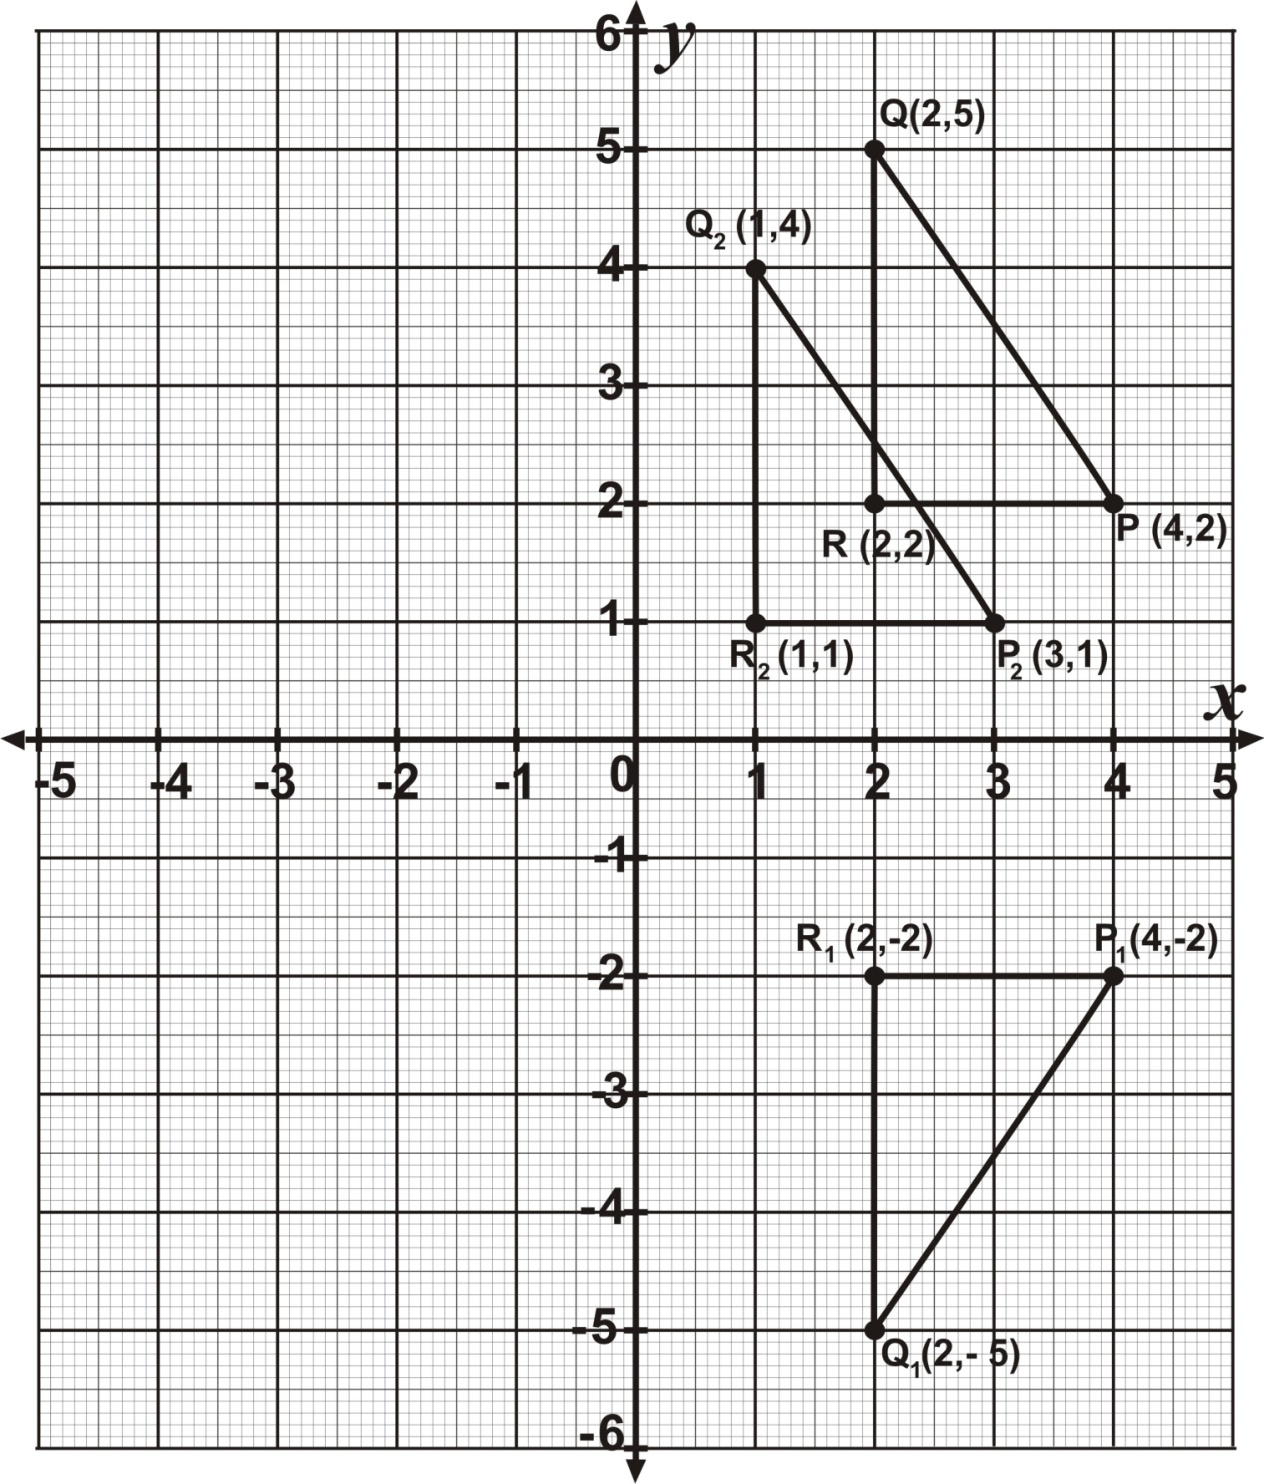 6
y
Q(2,5)
5
Q2 (1,4)
4
3
2
R (2,2)
P (4,2)
1
R2 (1,1)
P2 (3,1)
x
-5 -4 -3 -2 -1 0 1 2 3 4 5
-1
R1 (2,-2)
P1(4,-2)
-2
-3
-4
-5
Q1(2,- 5)
-6